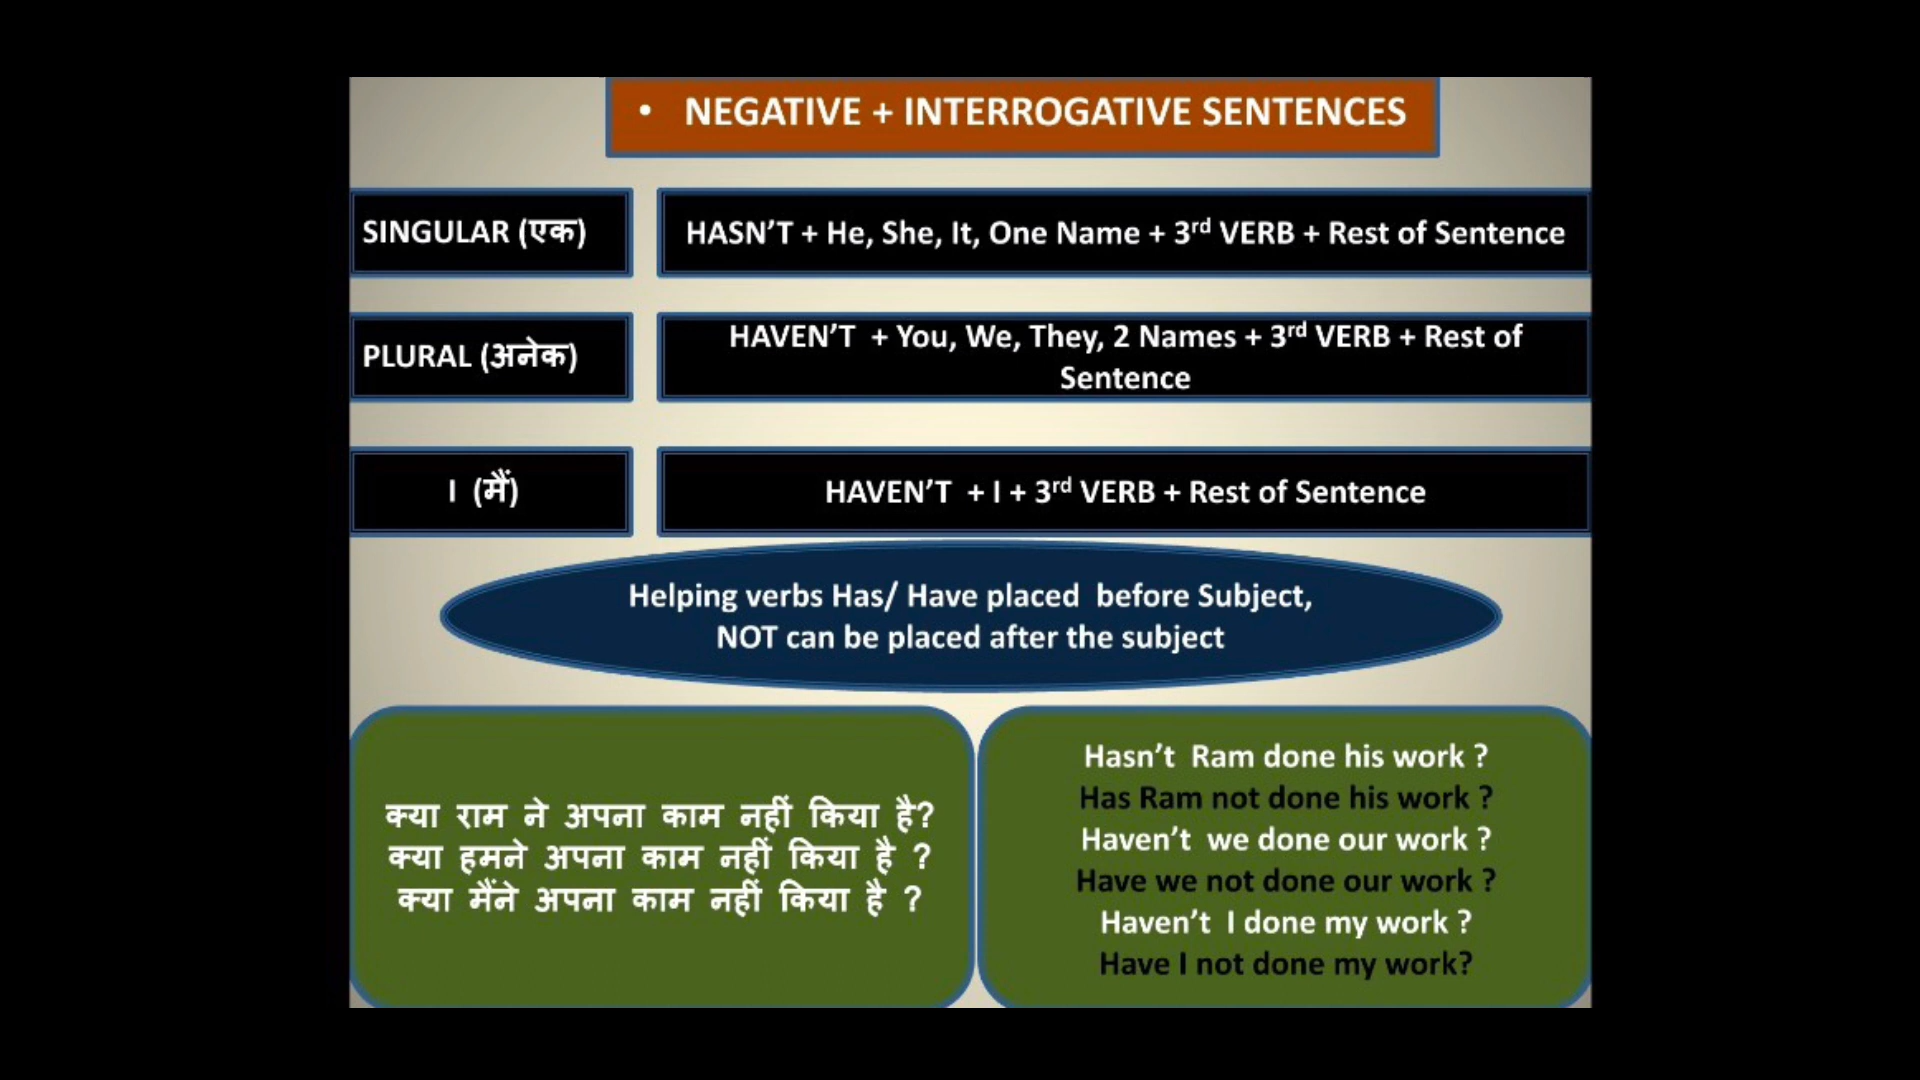 • NEGATIVE + INTERROGATIVE SENTENCES
SINGULAR (एक)
HASN'T + He, She, It, One Name + 3rd VERB + Rest of Sentence
PLURAL (अनेक)
HAVEN'T + You, We, They, 2 Names + 3rd VERB + Rest of
Sentence
I (मैं)
HAVEN'T + I + 3rd VERB + Rest of Sentence
Helping verbs Has/ Have placed before Subject,
NOT can be placed after the subject
क्या राम ने अपना काम नहीं किया है?
क्या हमने अपना काम नहीं किया है ?
क्या मैंने अपना काम नहीं किया है ?
Hasn't Ram done his work ?
Has Ram not done his work ?
Haven't we done our work ?
Have we not done our work ?
Haven't I done my work ?
Have I not done my work?